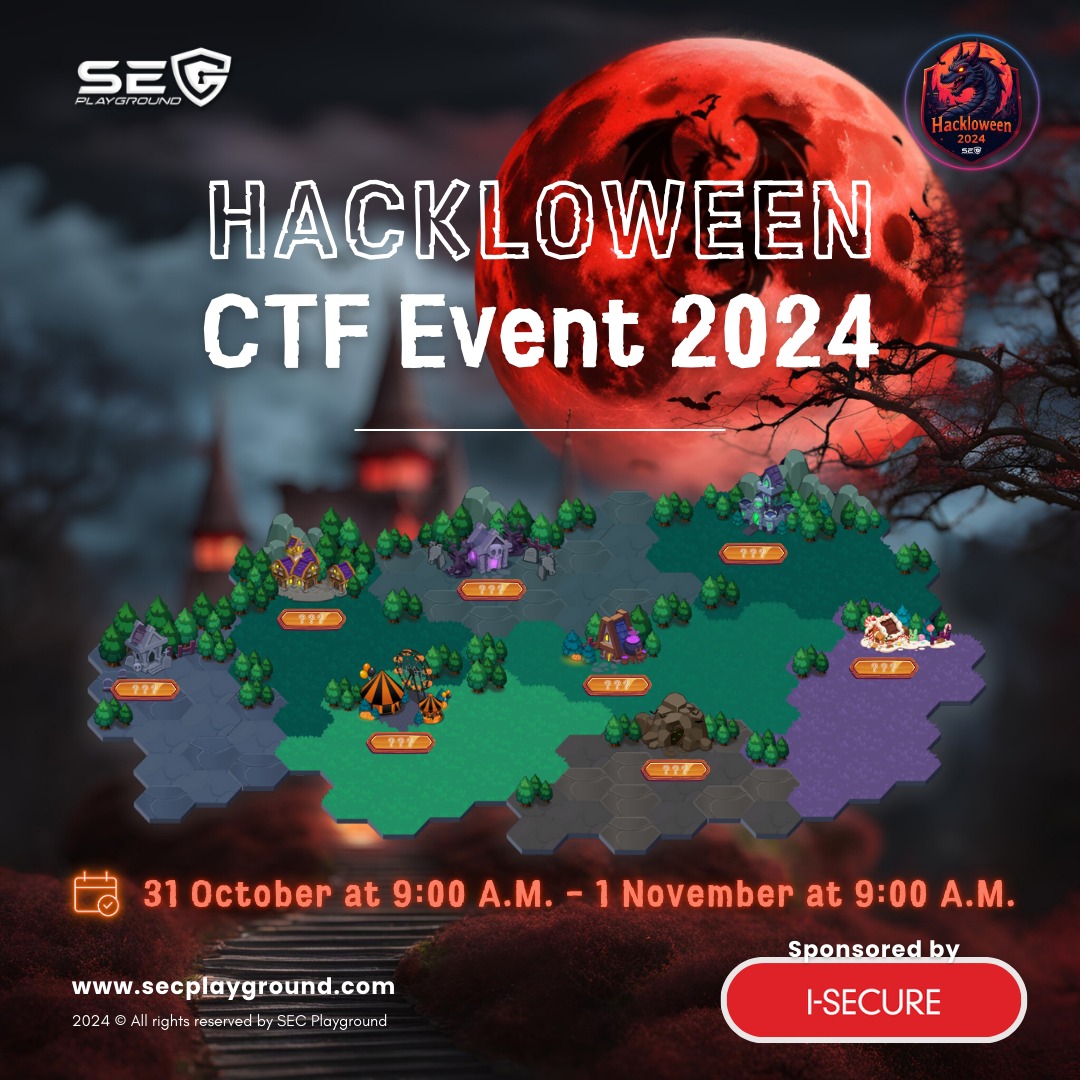 SEC
PLAYGROUND
Hackloween
2024
SEC
HACKLOWEEN
CTF Event 2024
???
???
???
???
???
???
???
???
31 October at 9:00 A.M. - 1 November at 9:00 A.M.
Sponsored by
I-SECURE
www.secplayground.com
2024 © All rights reserved by SEC Playground